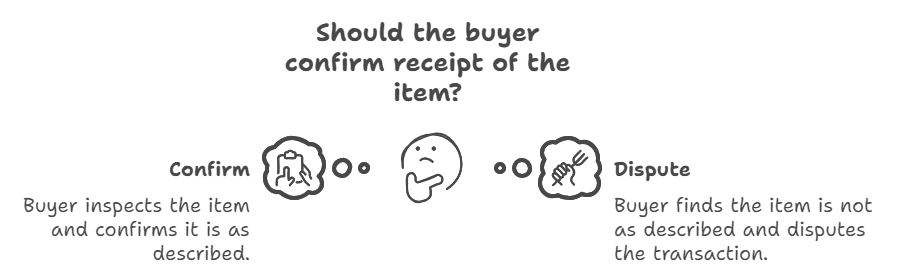 Should the buyer
confirm receipt of the
item?
Confirm
Buyer inspects the item
and confirms it is as
described.
Dispute
Buyer finds the item is not
as described and disputes
the transaction.